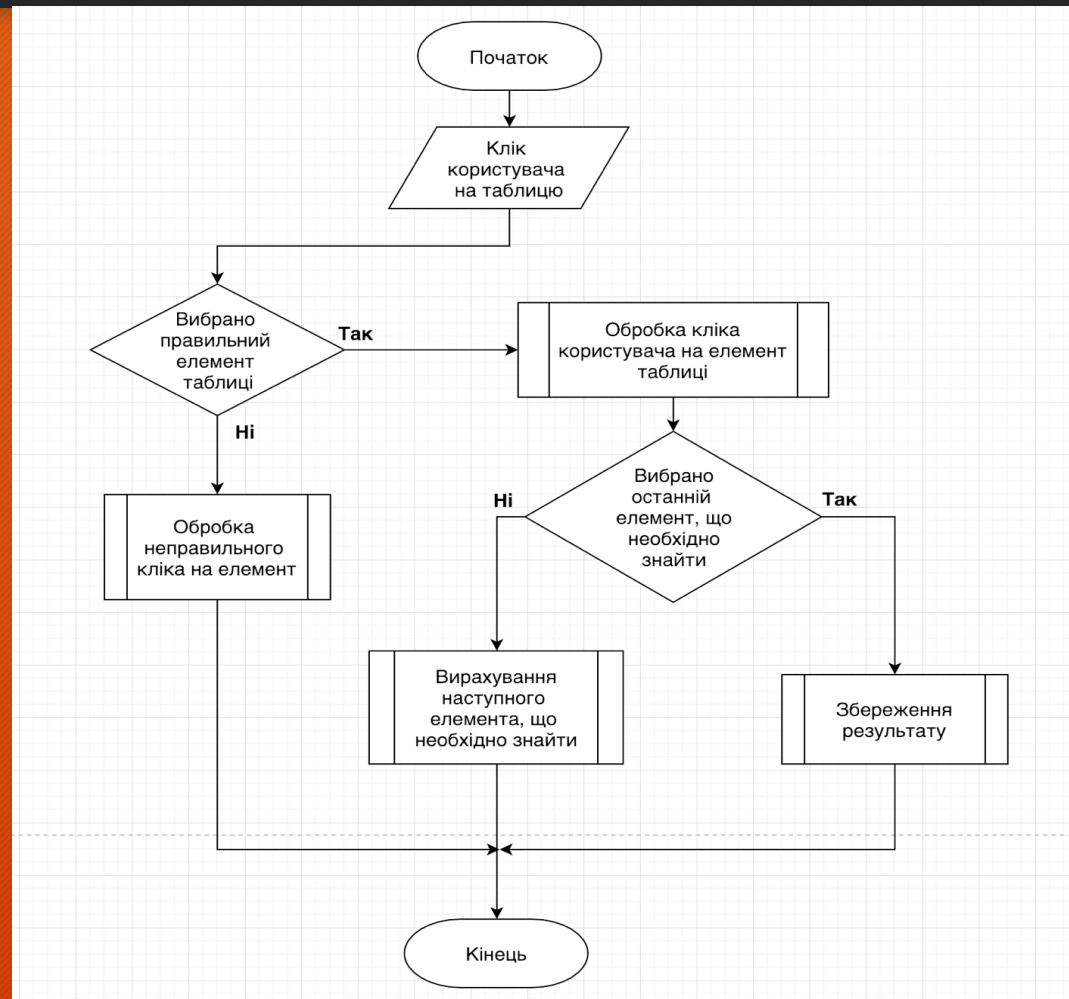 Початок
Клік
користувача
на таблицю
Вибрано
правильний
елемент
таблиці
Так
Обробка кліка
користувача на елемент
таблиці
Ні
Обробка
неправильного
кліка на елемент
Вибрано
останній
елемент, що
необхідно
знайти
Ні
Так
Вирахування
наступного
елемента, що
необхідно знайти
Збереження
результату
Кінець